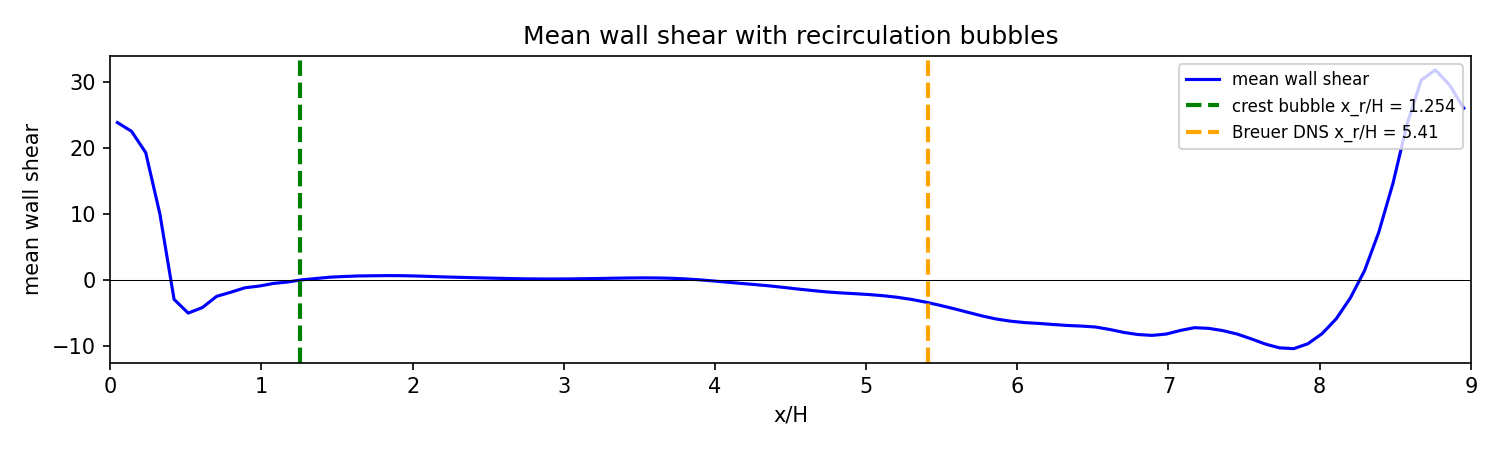 Mean wall shear with recirculation bubbles
mean wall shear
30
20
10
0
−10
mean wall shear
crest bubble x_r/H = 1.254
Breuer DNS x_r/H = 5.41
0 1 2 3 4 5 6 7 8 9
x/H